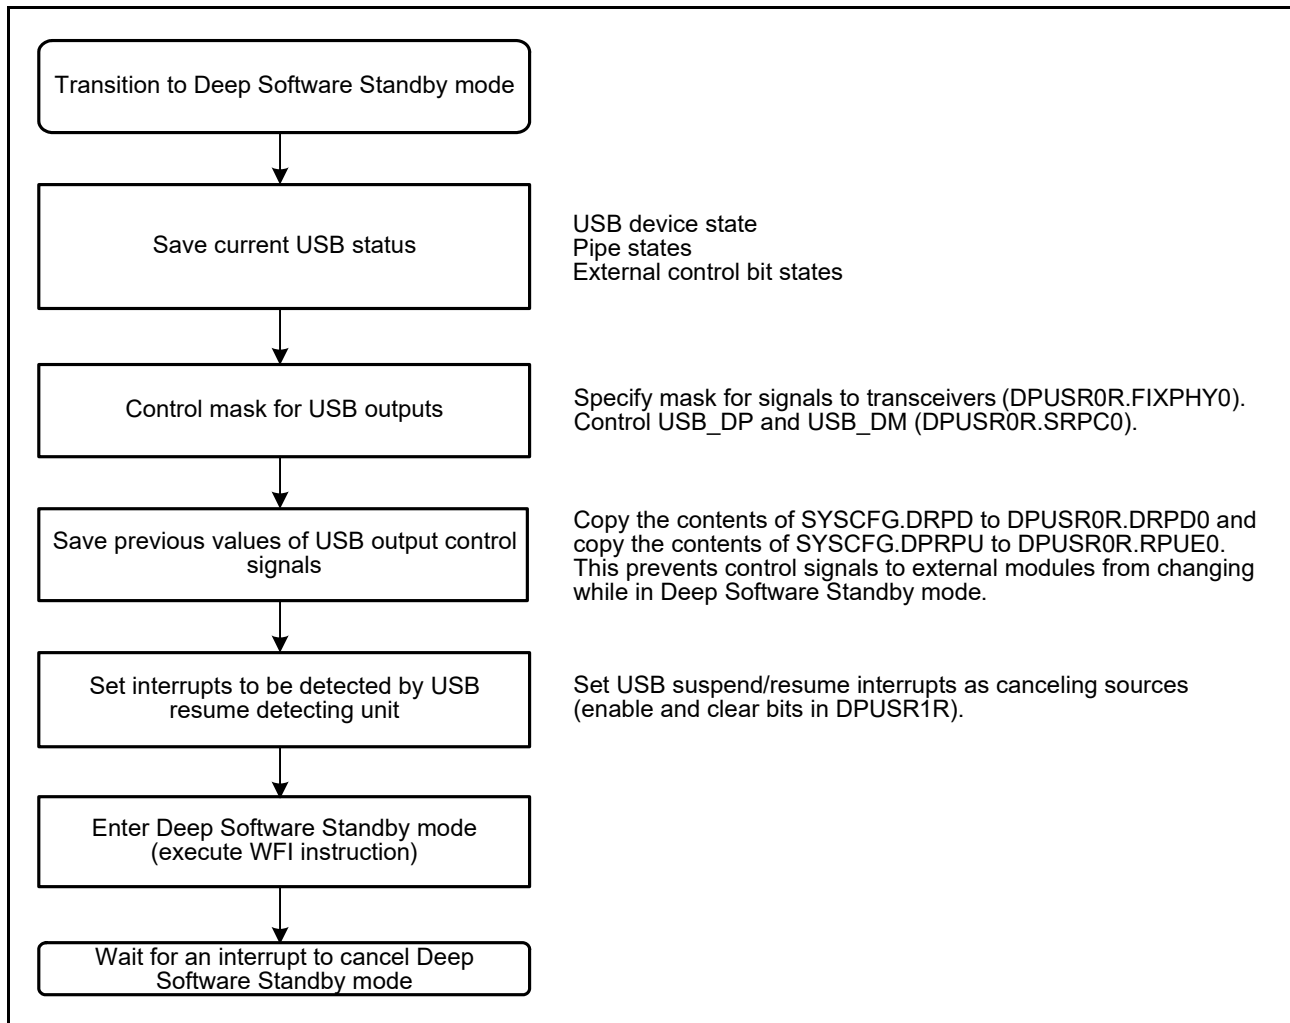 Transition to Deep Software Standby mode
Save current USB status
USB device state
Pipe states
External control bit states
Control mask for USB outputs
Specify mask for signals to transceivers (DPUSR0R.FIXPHY0).
Control USB_DP and USB_DM (DPUSR0R.SRPC0).
Save previous values of USB output control
signals
Copy the contents of SYSCFG.DRPD to DPUSR0R.DRPD0 and
copy the contents of SYSCFG.DPRPU to DPUSR0R.RPUE0.
This prevents control signals to external modules from changing
while in Deep Software Standby mode.
Set interrupts to be detected by USB
resume detecting unit
Set USB suspend/resume interrupts as canceling sources
(enable and clear bits in DPUSR1R).
Enter Deep Software Standby mode
(execute WFI instruction)
Wait for an interrupt to cancel Deep
Software Standby mode